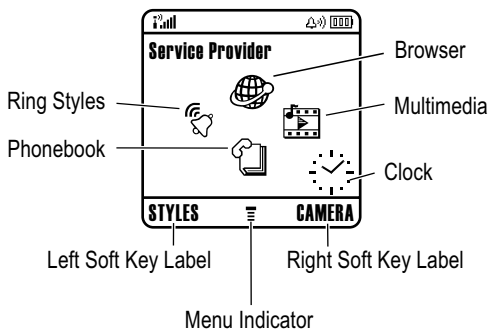 Service Provider
Browser
Ring Styles
Multimedia
Phonebook
Clock
STYLES
CAMERA
Left Soft Key Label
Right Soft Key Label
Menu Indicator